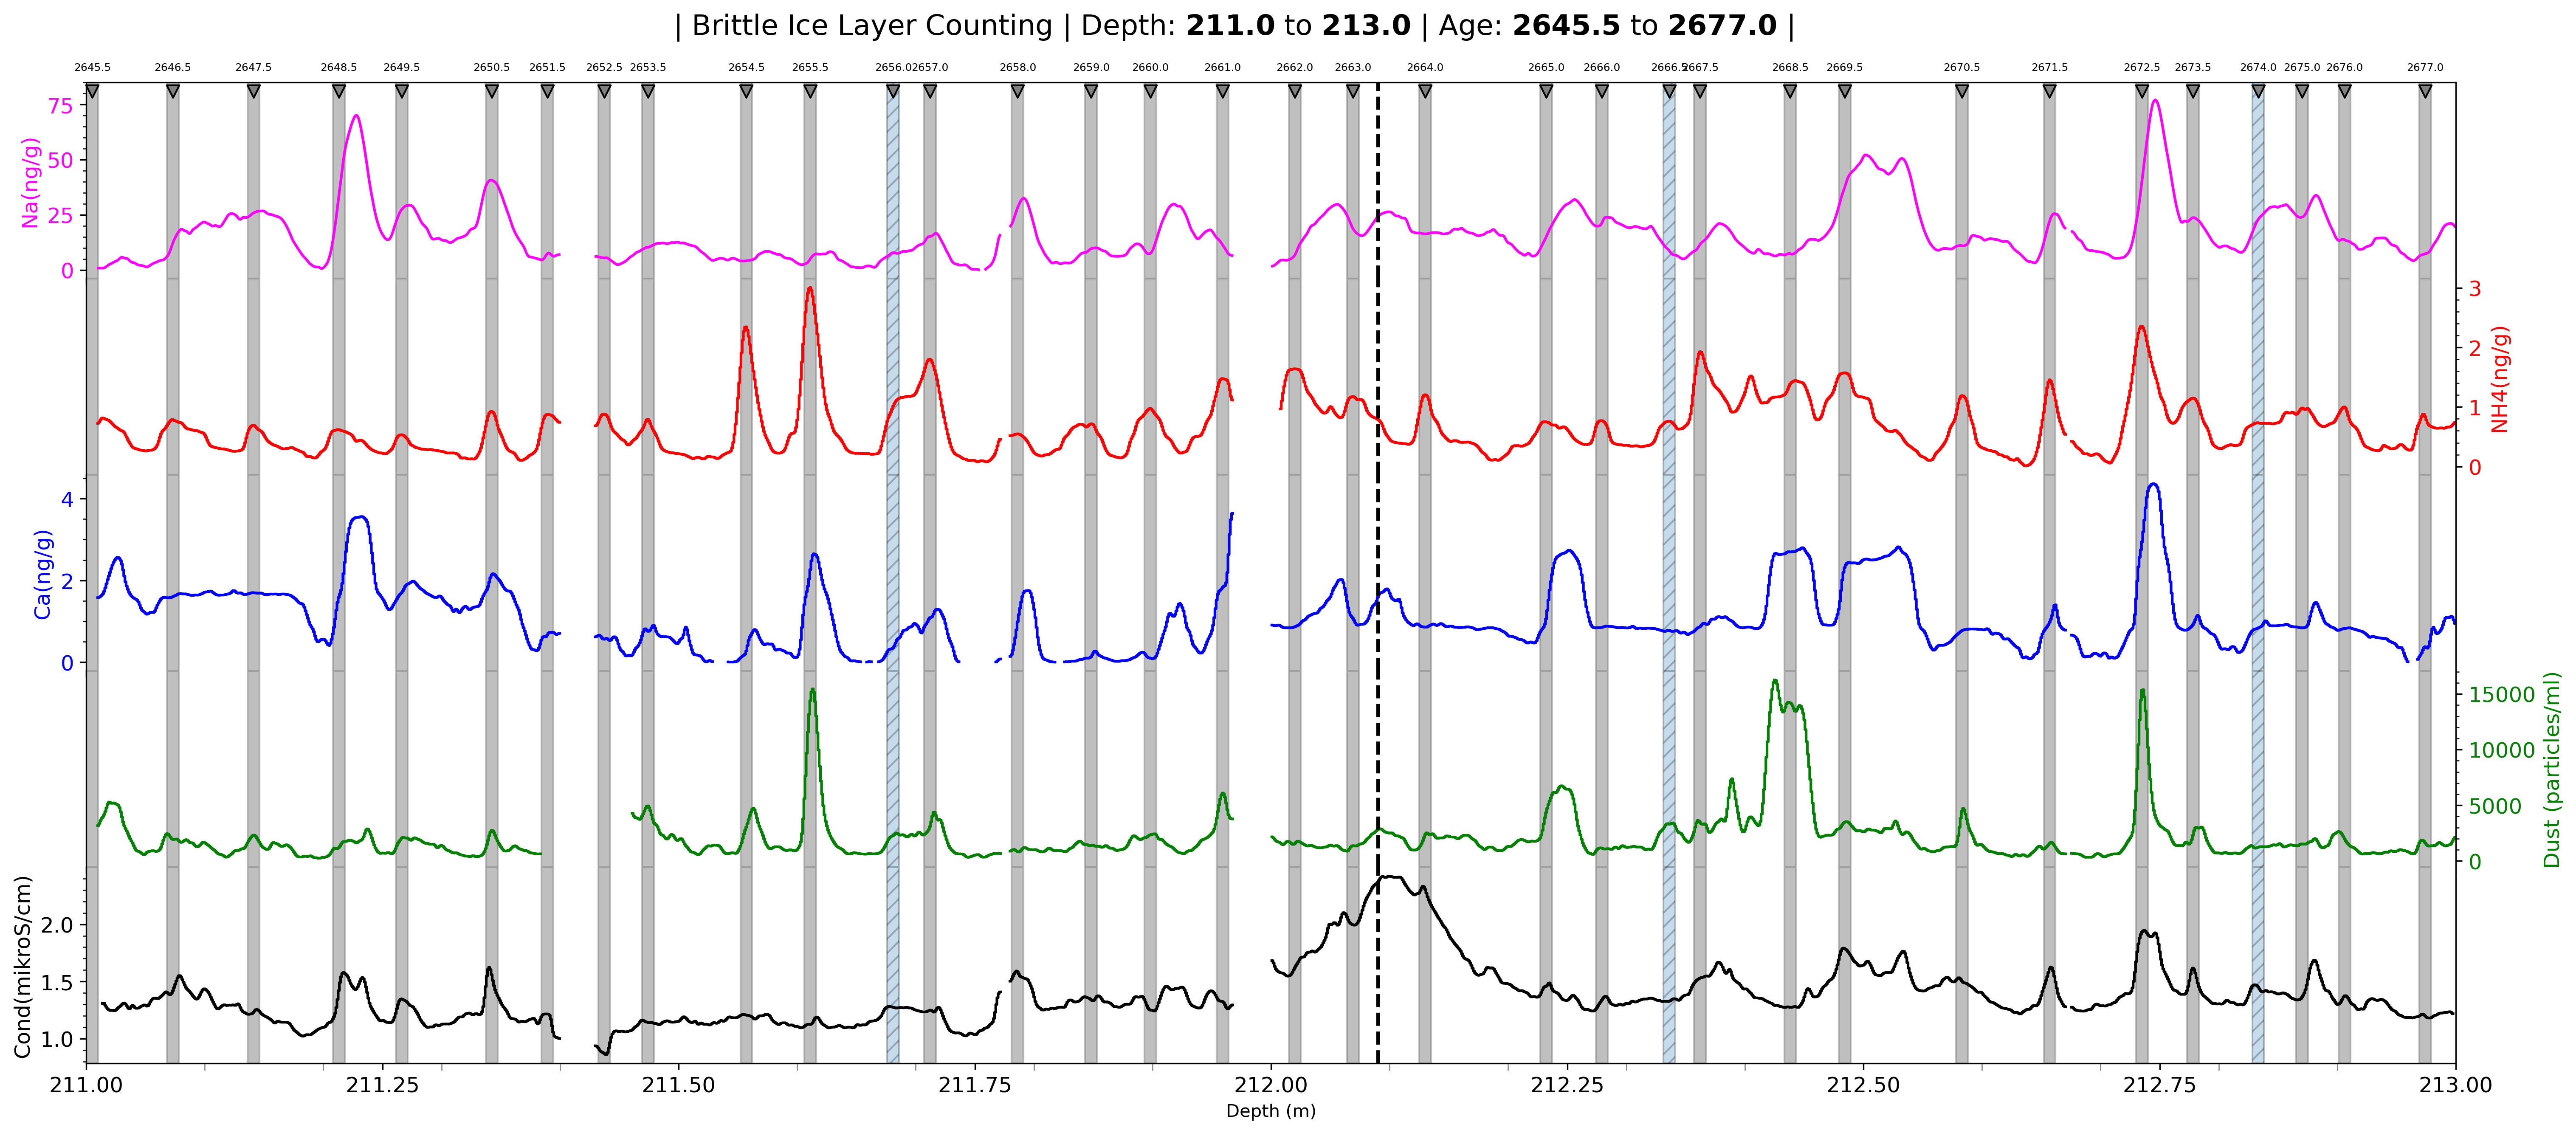 | Brittle Ice Layer Counting | Depth: 211.0 to 213.0 | Age: 2645.5 to 2677.0 |
2645.5 2646.5 2647.5 2648.5 2649.5 2650.5 2651.5 2652.5 2653.5 2654.5 2655.5 2656.0 2657.0 2658.0 2659.0 2660.0 2661.0 2662.0 2663.0 2664.0 2665.0 2666.0 2666.5 2667.5 2668.5 2669.5 2670.5 2671.5 2672.5 2673.5 2674.0 2675.0 2676.0 2677.0
Na(ng/g)
75
50
25
0
NH4(ng/g)
3
2
1
0
Ca(ng/g)
4
2
0
Dust (particles/ml)
15000
10000
5000
0
Cond(mikroS/cm)
2.0
1.5
1.0
211.00 211.25 211.50 211.75 212.00 212.25 212.50 212.75 213.00
Depth (m)